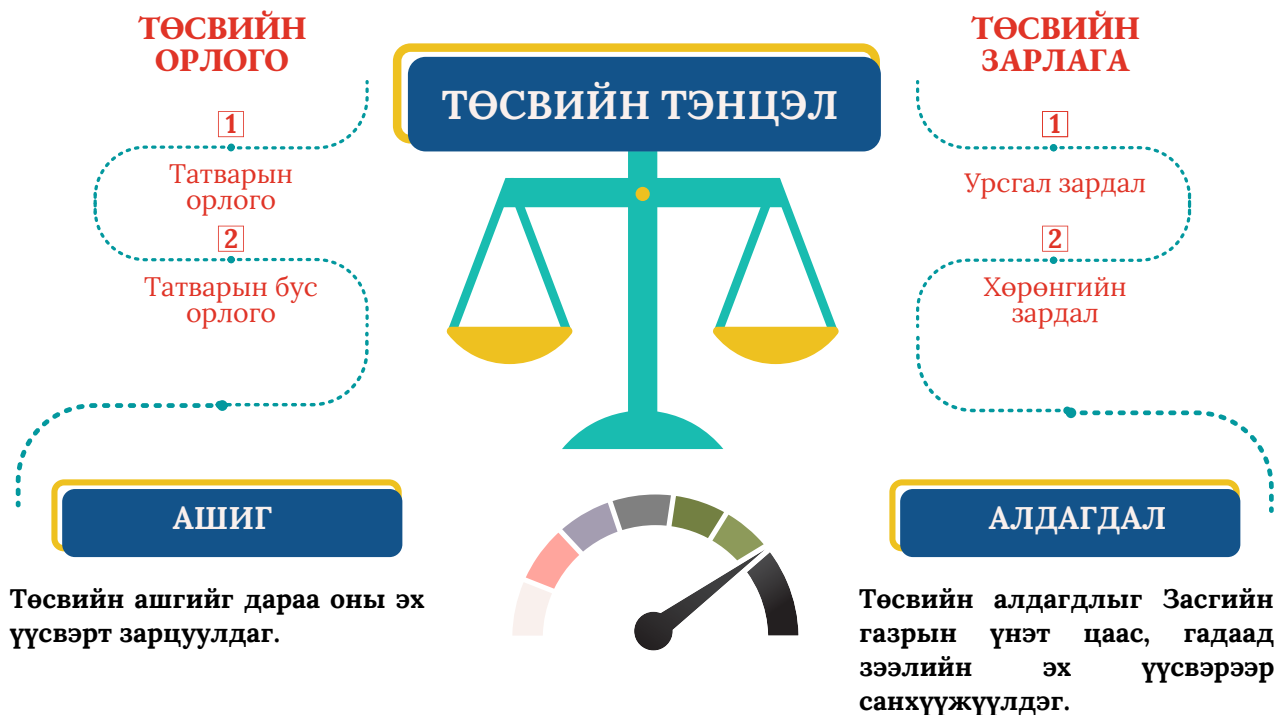 ТӨСВИЙН
ОРЛОГО
1
Татварын
орлого
2
Татварын бус
орлого
ТӨСВИЙН ТЭНЦЭЛ
ТӨСВИЙН
ЗАРЛАГА
1
Урсгал зардал
2
Хөрөнгийн
зардал
АШИГ
Төсвийн ашгийг дараа оны эх
үүсвэрт зарцуулдаг.
АЛДАГДАЛ
Төсвийн алдагдлыг Засгийн
газрын үнэт цаас, гадаад
зээлийн эх үүсвэрээр
санхүүжүүлдэг.